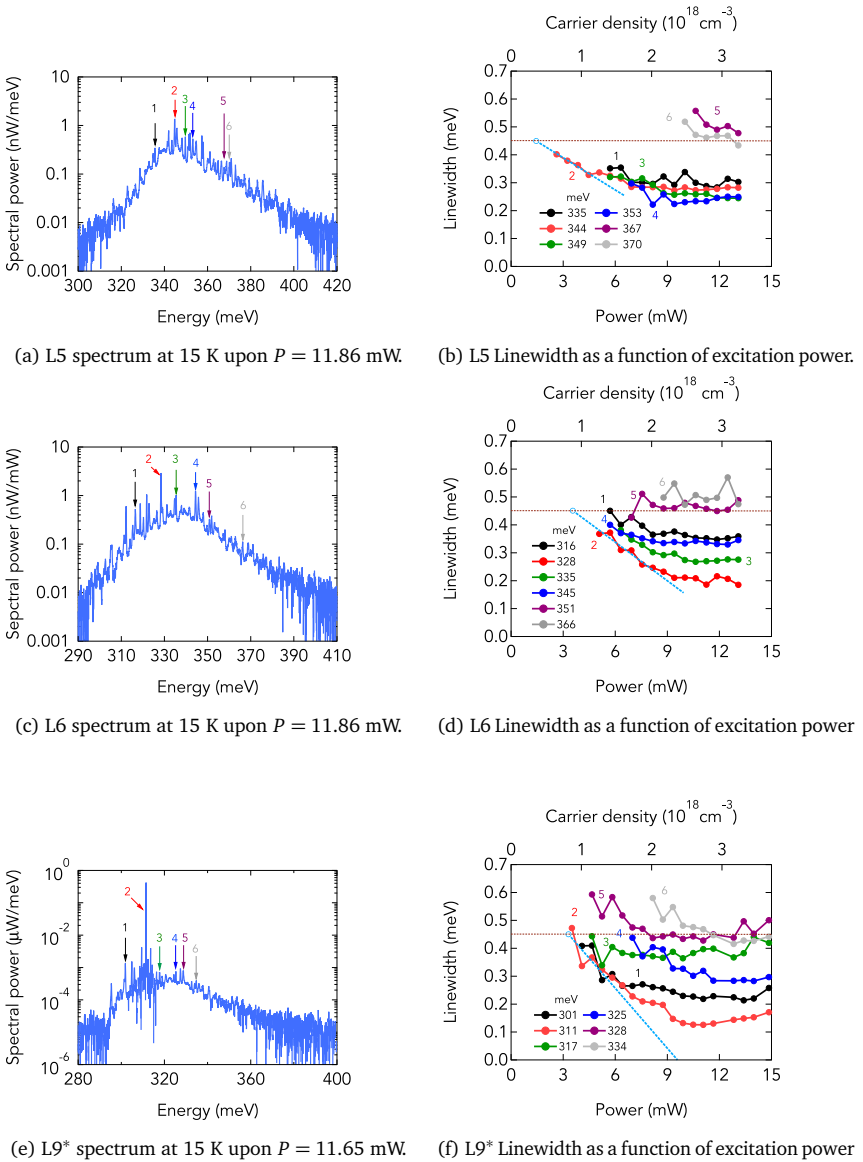 Carrier density (10¹⁸cm⁻³)
0 1 2 3
10
1
0.1
0.01
0.001
Spectral power (nW/meV)
1 2 3 4 5 6
300 320 340 360 380 400 420
Energy (meV)
0.7
0.6
0.5
0.4
0.3
0.2
0.1
0.0
Linewidth (meV)
6 5
1 3
2
4
meV
335 353
344 367
349 370
0 3 6 9 12 15
Power (mW)
(a) L5 spectrum at 15 K upon P = 11.86 mW.
(b) L5 Linewidth as a function of excitation power.
Carrier density (10¹⁸ cm⁻³)
0 1 2 3
10
1
0.1
0.01
0.001
Sepctral power (nW/mW)
1 2 3 4 5 6
290 310 330 350 370 390 410
Energy (meV)
0.7
0.6
0.5
0.4
0.3
0.2
0.1
0.0
Linewidth (meV)
6
5
1
4
2
3
meV
316
328
335
345
351
366
0 3 6 9 12 15
Power (mW)
(c) L6 spectrum at 15 K upon P = 11.86 mW.
(d) L6 Linewidth as a function of excitation power
Carrier density (10¹⁸cm⁻³)
0 1 2 3
10⁰
10⁻²
10⁻⁴
10⁻⁶
Spectral power (μW/meV)
2
1 3 4 5 6
280 320 360 400
Energy (meV)
0.7
0.6
0.5
0.4
0.3
0.2
0.1
0.0
Linewidth (meV)
5 6
2
4
3
1
meV
301 325
311 328
317 334
0 3 6 9 12 15
Power (mW)
(e) L9* spectrum at 15 K upon P = 11.65 mW.
(f) L9* Linewidth as a function of excitation power